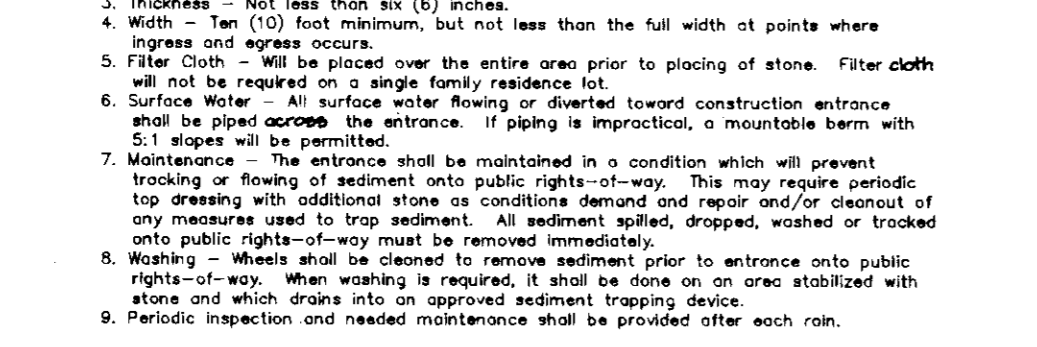 3. Thickness — Not less than six (6) inches.
4. Width — Ten (10) foot minimum, but not less than the full width at points where
ingress and egress occurs.
5. Filter Cloth — Will be placed over the entire area prior to placing of stone. Filter cloth
will not be required on a single family residence lot.
6. Surface Water — All surface water flowing or diverted toward construction entrance
shall be piped across the entrance. If piping is impractical, a mountable berm with
5:1 slopes will be permitted.
7. Maintenance — The entrance shall be maintained in a condition which will prevent
tracking or flowing of sediment onto public rights—of—way. This may require periodic
top dressing with additional stone as conditions demand and repair and/or cleanout of
any measures used to trap sediment. All sediment spilled, dropped, washed or tracked
onto public rights—of—way must be removed immediately.
8. Washing — Wheels shall be cleaned to remove sediment prior to entrance onto public
rights—of—way. When washing is required, it shall be done on an area stabilized with
stone and which drains into an approved sediment trapping device.
9. Periodic inspection and needed maintenance shall be provided after each rain.